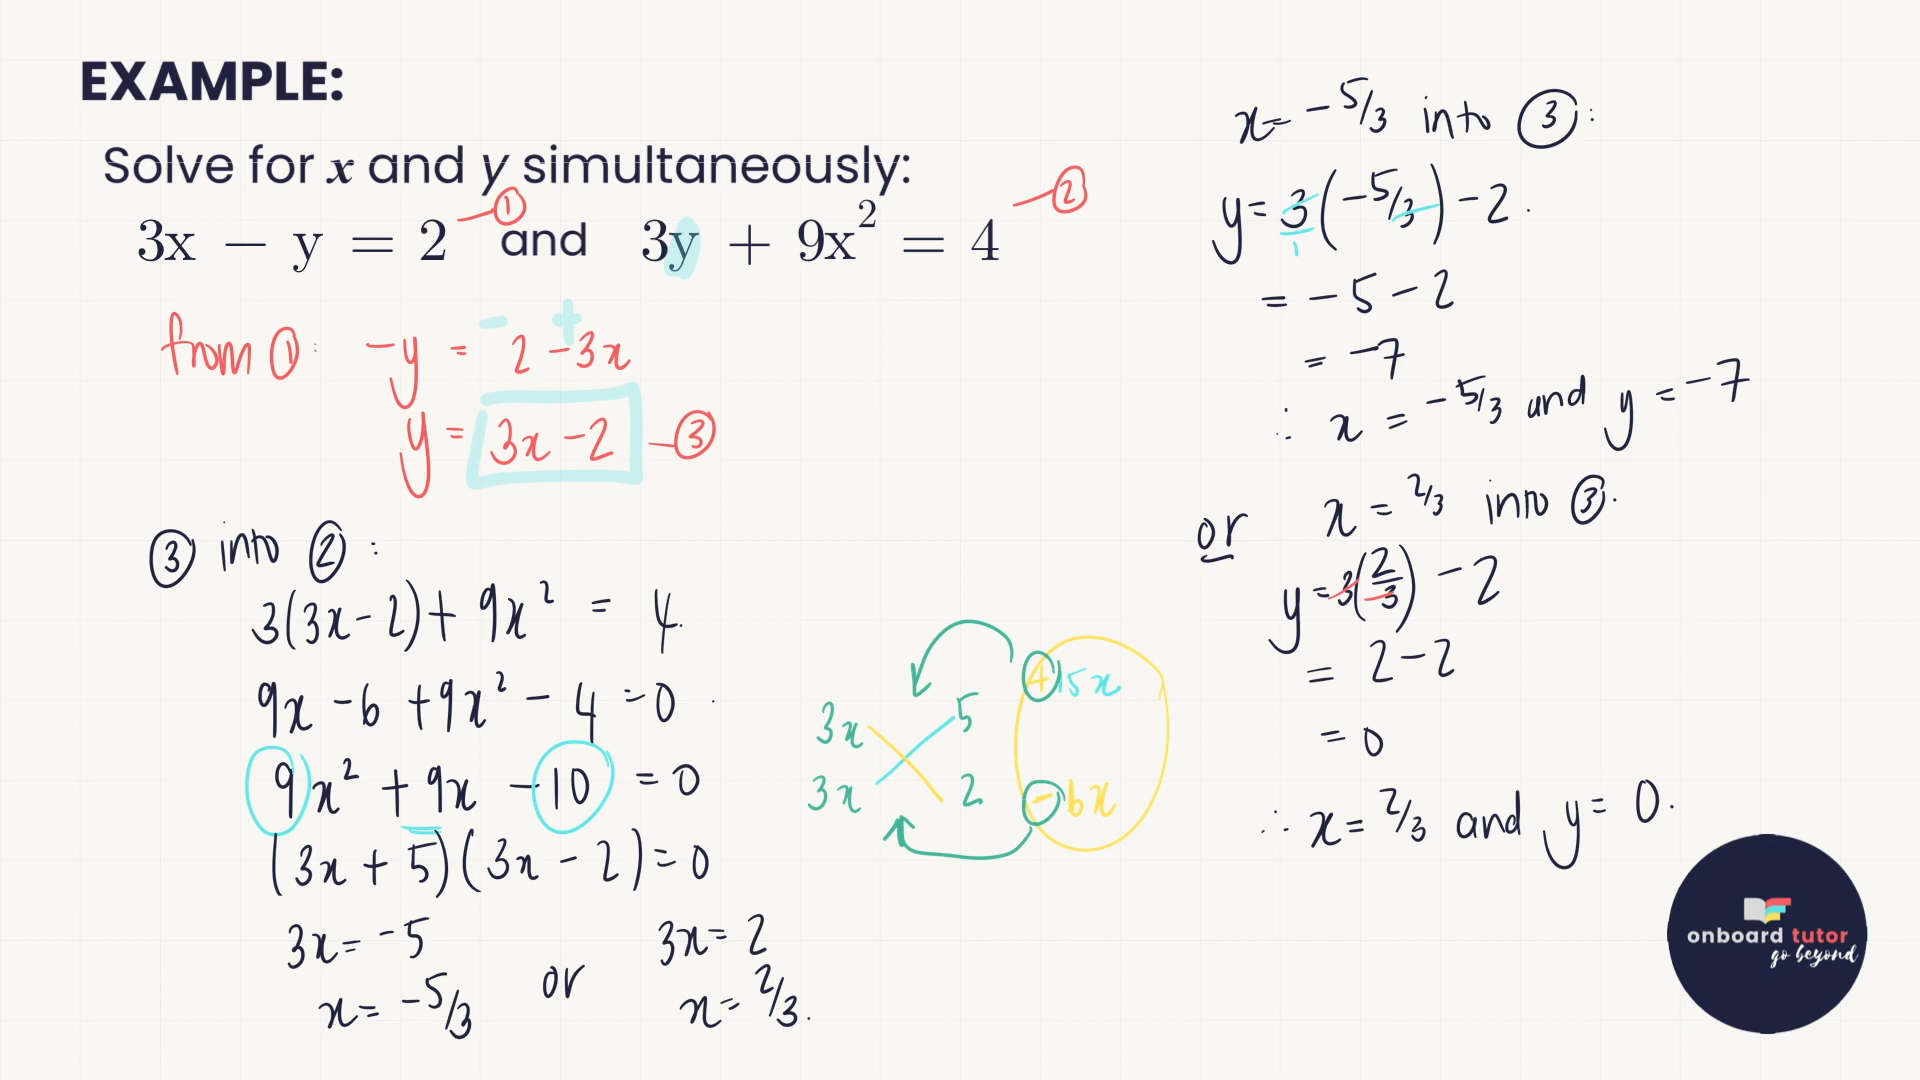 EXAMPLE:
Solve for x and y simultaneously:
3x − y = 2 —① and 3y + 9x² = 4 —②
from ①: -y = 2 - 3x
- +
y = 3x - 2 —③
③ into ②:
3(3x - 2) + 9x² = 4.
9x - 6 + 9x² - 4 = 0.
9x² + 9x - 10 = 0
(3x + 5)(3x - 2) = 0
3x = -5 3x = 2
x = -5/3 or x = 2/3.
3x 5 +15x
3x 2 -6x
x = -5/3 into ③:
y = 3(-5/3) - 2.
1
= -5 - 2
= -7
∴ x = -5/3 and y = -7
or x = 2/3 into ③.
y = 3(2/3) - 2
= 2 - 2
= 0
∴ x = 2/3 and y = 0.
onboard tutor
go beyond